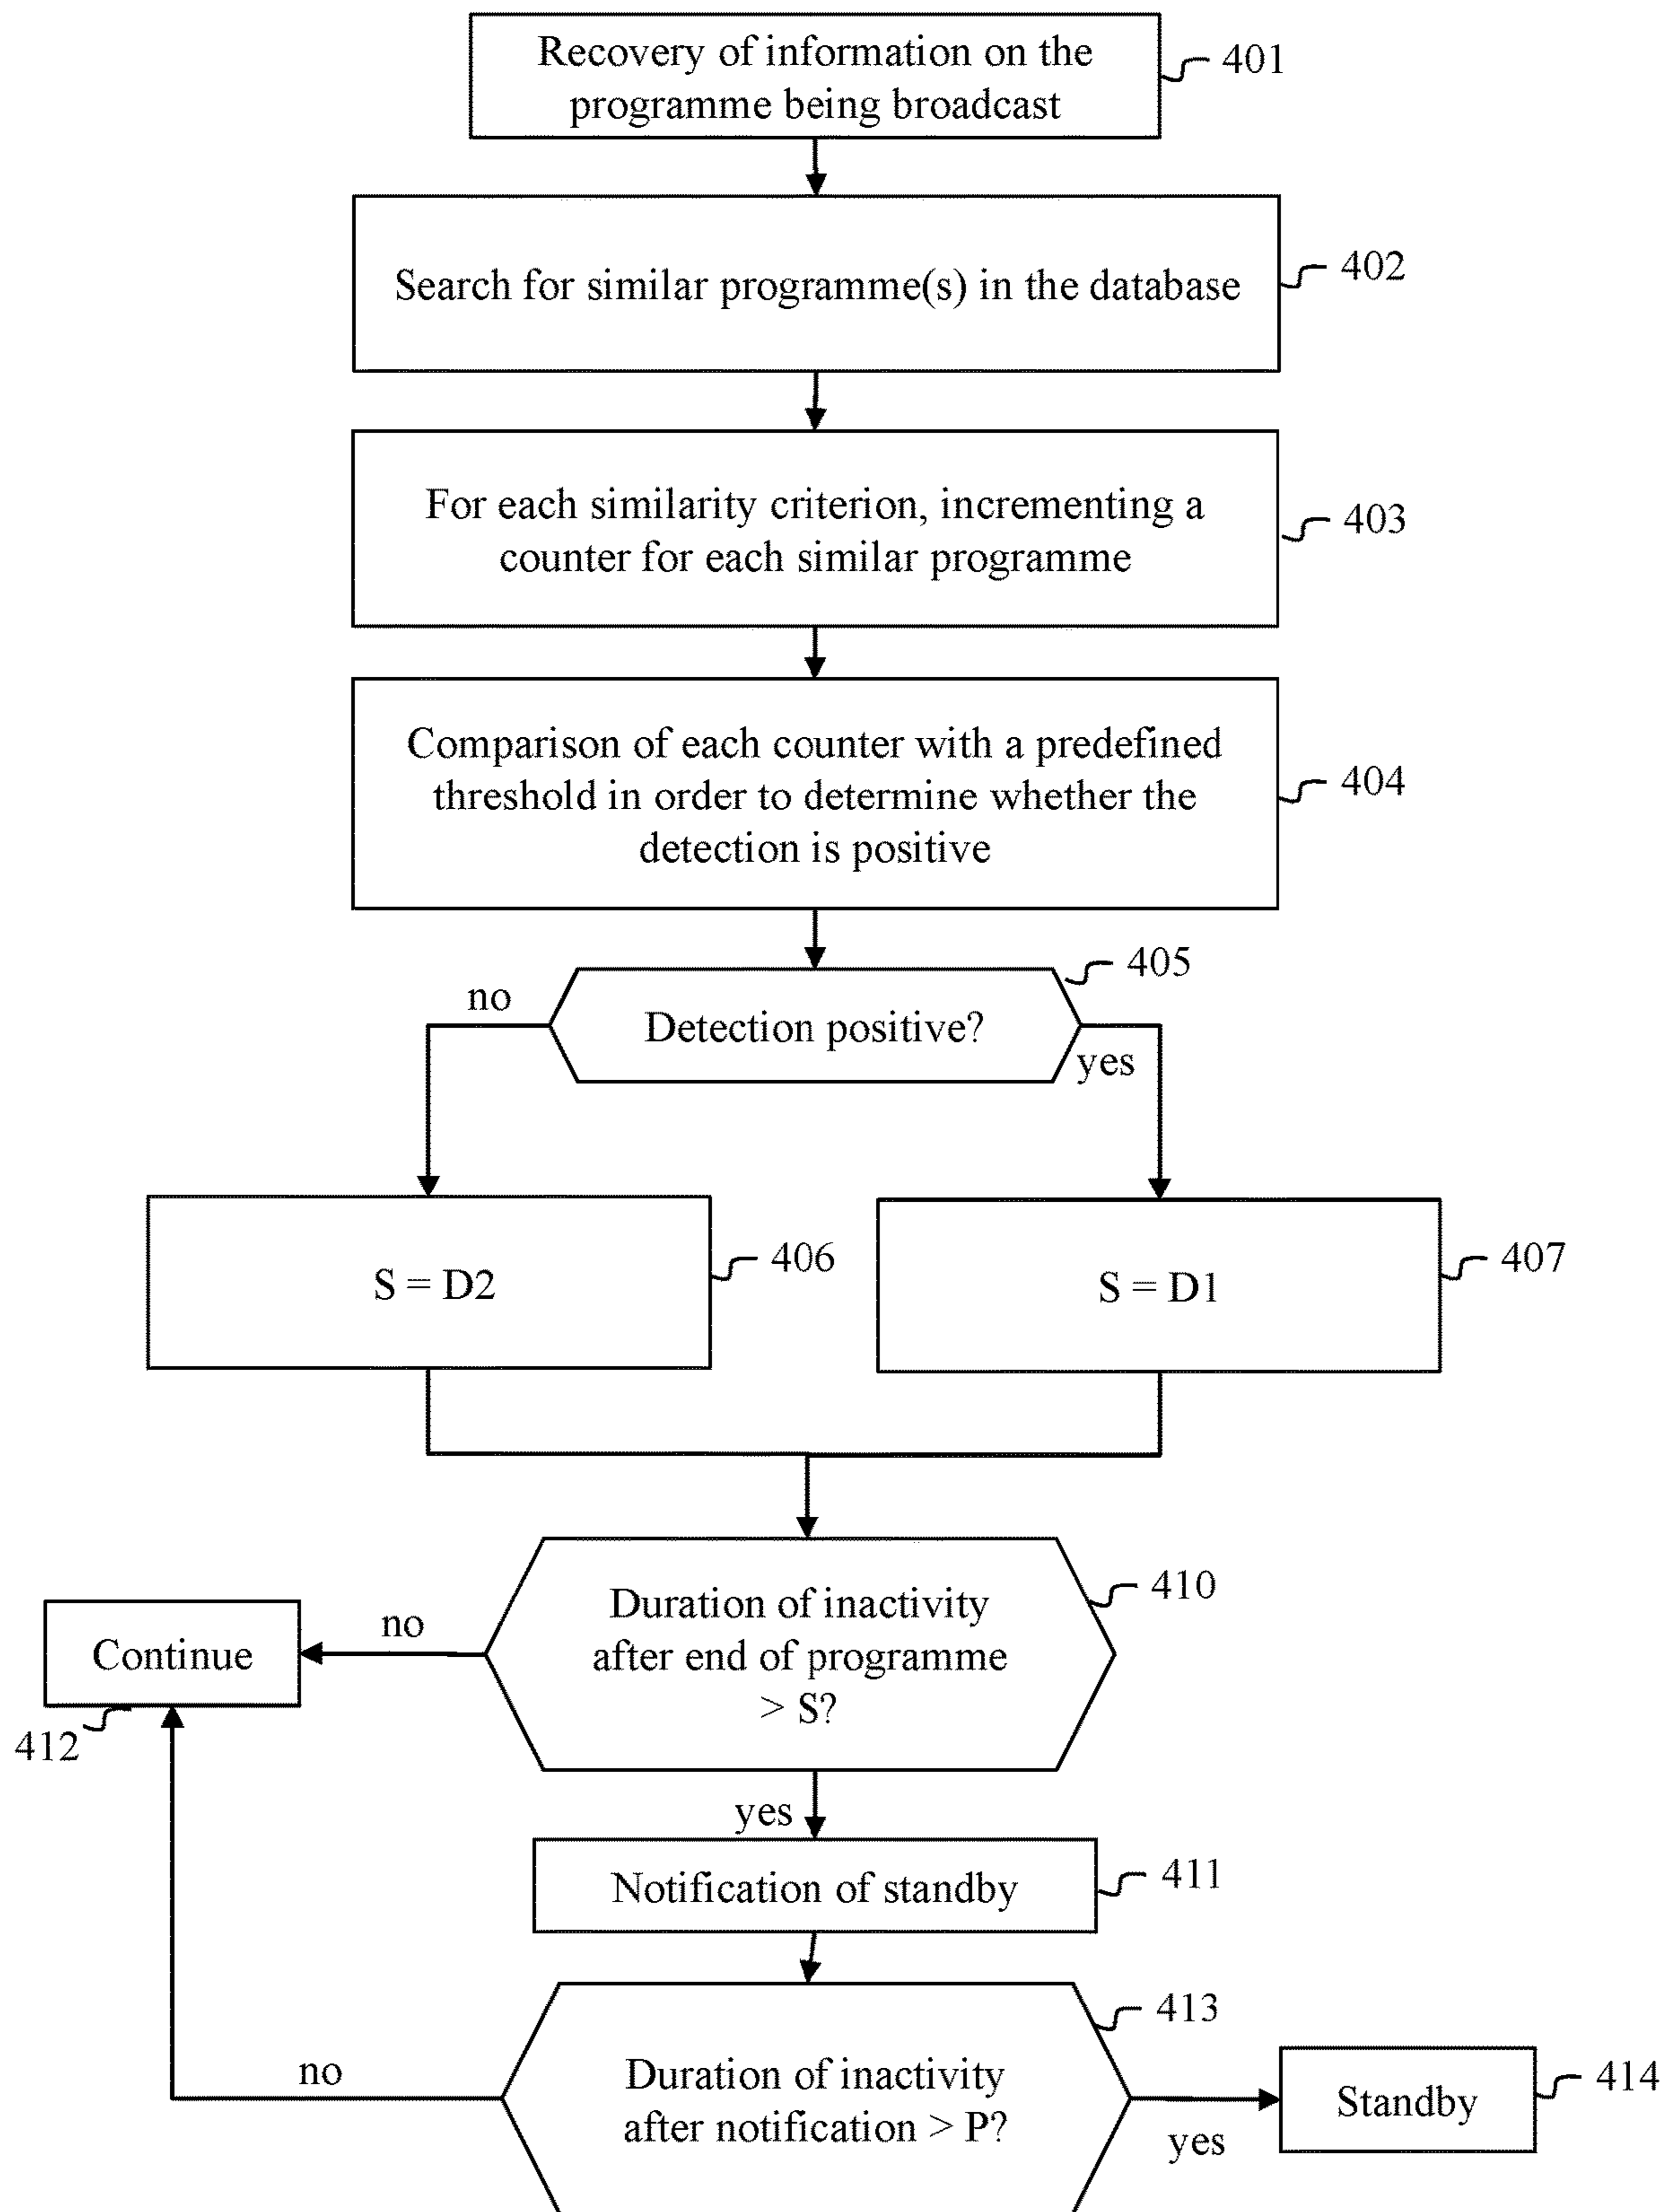 Recovery of information on the
programme being broadcast
401
Search for similar programme(s) in the database
402
For each similarity criterion, incrementing a
counter for each similar programme
403
Comparison of each counter with a predefined
threshold in order to determine whether the
detection is positive
404
405
no
Detection positive?
yes
S = D2
406
S = D1
407
Duration of inactivity
after end of programme
> S?
410
no
Continue
412
yes
Notification of standby
411
Duration of inactivity
after notification > P?
413
no
yes
Standby
414